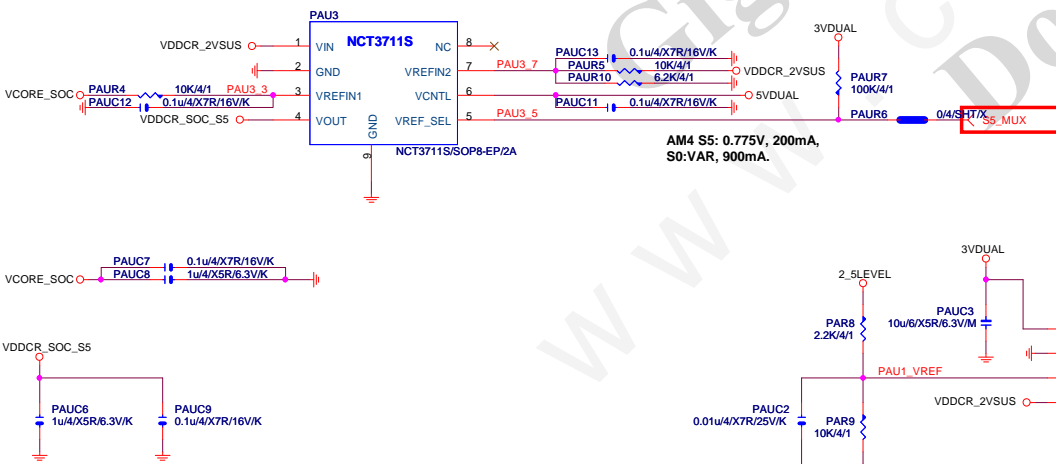 PAU3
NCT3711S
VDDCR_2VSUS
1
VIN
NC
8
2
GND
VREFIN2
7
PAU3_7
PAUC13
0.1u/4/X7R/16V/K
PAUR5
10K/4/1
PAUR10
6.2K/4/1
VDDCR_2VSUS
3VDUAL
PAUR7
100K/4/1
VCORE_SOC
PAUR4
10K/4/1
PAU3_3
3
VREFIN1
VCNTL
6
5VDUAL
PAUC12
0.1u/4/X7R/16V/K
PAUC11
0.1u/4/X7R/16V/K
VDDCR_SOC_S5
4
VOUT
VREF_SEL
5
PAU3_5
PAUR6
0/4/SHT/X
S5_MUX
GND
9
NCT3711S/SOP8-EP/2A
AM4 S5: 0.775V, 200mA,
S0:VAR, 900mA.
VCORE_SOC
PAUC7
0.1u/4/X7R/16V/K
PAUC8
1u/4/X5R/6.3V/K
VDDCR_SOC_S5
PAUC6
1u/4/X5R/6.3V/K
PAUC9
0.1u/4/X7R/16V/K
2_5LEVEL
PAR8
2.2K/4/1
3VDUAL
PAUC3
10u/6/X5R/6.3V/M
PAU1_VREF
VDDCR_2VSUS
PAUC2
0.01u/4/X7R/25V/K
PAR9
10K/4/1
w w w .